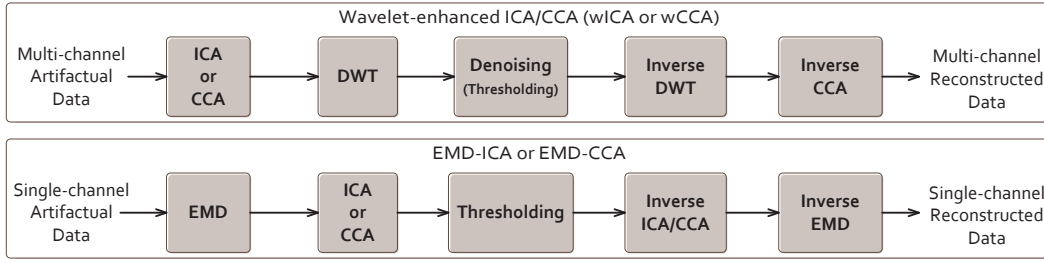 Wavelet-enhanced ICA/CCA (wICA or wCCA)
Multi-channel
Artifactual
Data
ICA
or
CCA
DWT
Denoising
(Thresholding)
Inverse
DWT
Inverse
CCA
Multi-channel
Reconstructed
Data
EMD-ICA or EMD-CCA
Single-channel
Artifactual
Data
EMD
ICA
or
CCA
Thresholding
Inverse
ICA/CCA
Inverse
EMD
Single-channel
Reconstructed
Data